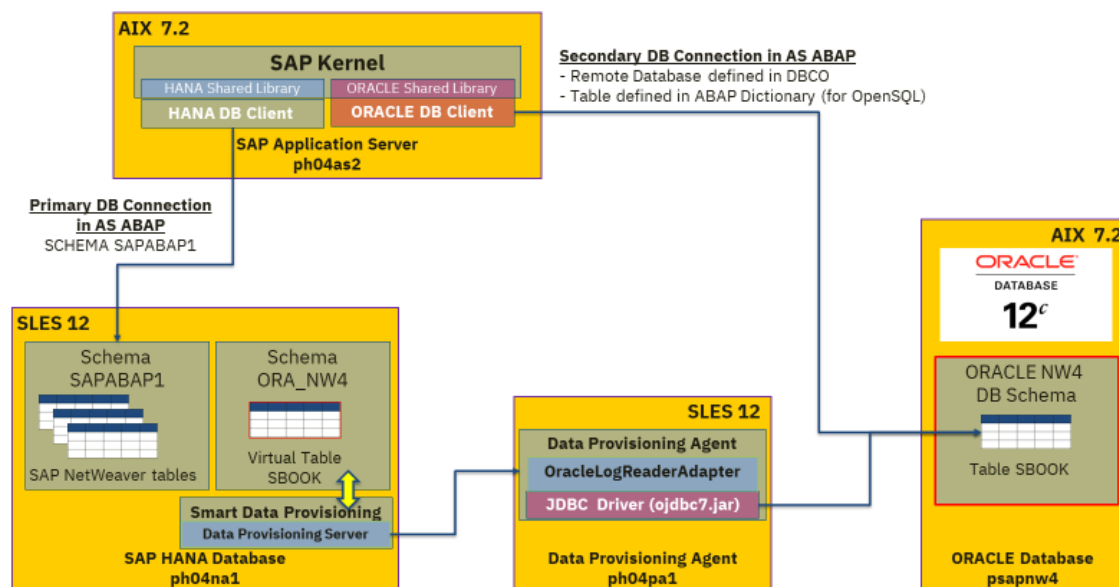 AIX 7.2
SAP Kernel
HANA Shared Library
ORACLE Shared Library
HANA DB Client
ORACLE DB Client
SAP Application Server
ph04as2
Secondary DB Connection in AS ABAP
- Remote Database defined in DBCO
- Table defined in ABAP Dictionary (for OpenSQL)
Primary DB Connection
in AS ABAP
SCHEMA SAPABAP1
SLES 12
Schema
SAPABAP1
SAP NetWeaver tables
Schema
ORA_NW4
Virtual Table
SBOOK
Smart Data Provisioning
Data Provisioning Server
SAP HANA Database
ph04na1
SLES 12
Data Provisioning Agent
OracleLogReaderAdapter
JDBC Driver (ojdbc7.jar)
Data Provisioning Agent
ph04pa1
AIX 7.2
ORACLE
DATABASE
12c
ORACLE NW4
DB Schema
Table SBOOK
ORACLE Database
psapnw4